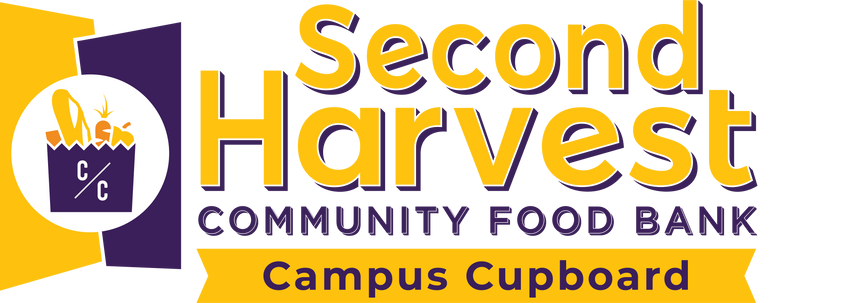 C/C
Second
Harvest
COMMUNITY FOOD BANK
Campus Cupboard